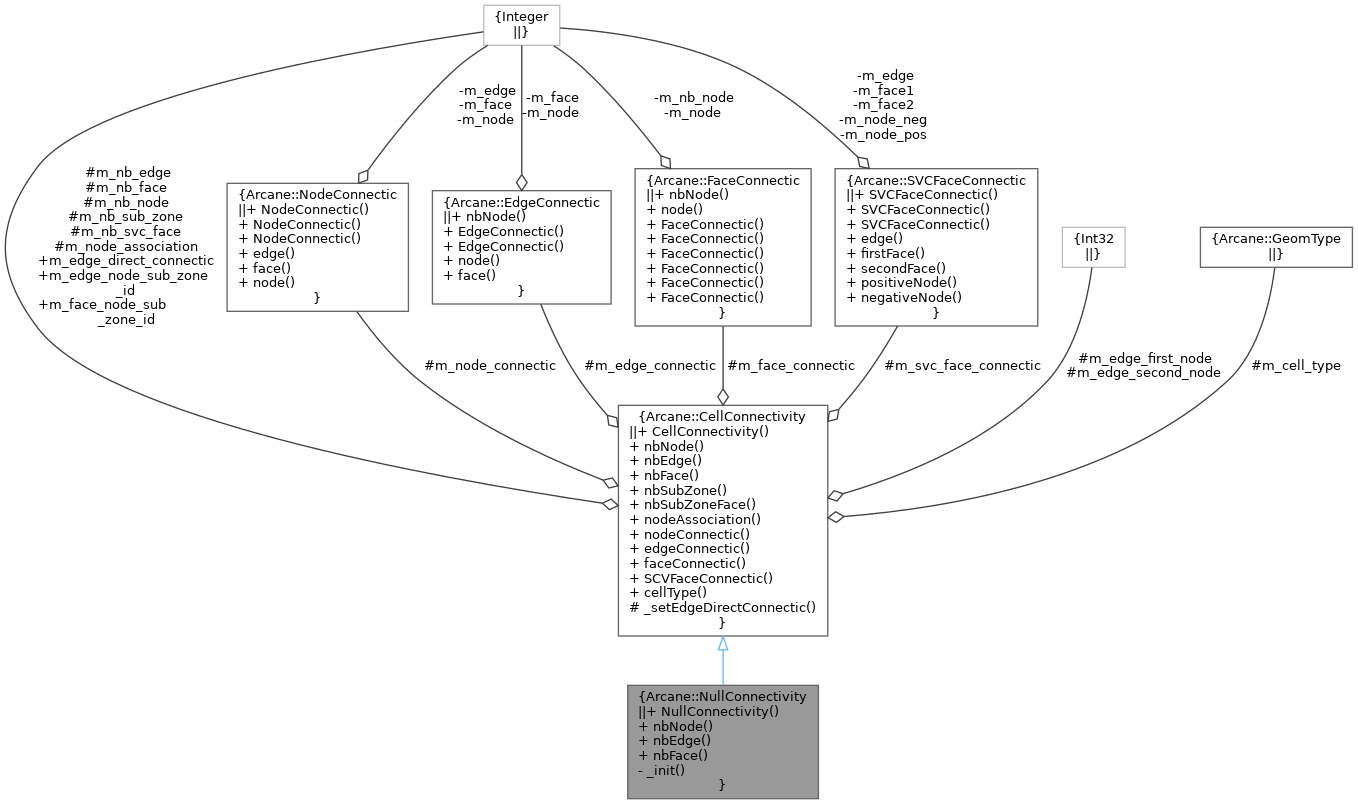 {Integer
||}
-m_edge
-m_face
-m_node
-m_face
-m_node
-m_nb_node
-m_node
-m_edge
-m_face1
-m_face2
-m_node_neg
-m_node_pos
#m_nb_edge
#m_nb_face
#m_nb_node
#m_nb_sub_zone
#m_nb_svc_face
#m_node_association
+m_edge_direct_connectic
+m_edge_node_sub_zone
_id
+m_face_node_sub
_zone_id
{Arcane::NodeConnectic
||+ NodeConnectic()
+ NodeConnectic()
+ NodeConnectic()
+ edge()
+ face()
+ node()
}
{Arcane::EdgeConnectic
||+ nbNode()
+ EdgeConnectic()
+ EdgeConnectic()
+ node()
+ face()
}
{Arcane::FaceConnectic
||+ nbNode()
+ node()
+ FaceConnectic()
+ FaceConnectic()
+ FaceConnectic()
+ FaceConnectic()
+ FaceConnectic()
+ FaceConnectic()
}
{Arcane::SVCFaceConnectic
||+ SVCFaceConnectic()
+ SVCFaceConnectic()
+ SVCFaceConnectic()
+ edge()
+ firstFace()
+ secondFace()
+ positiveNode()
+ negativeNode()
}
{Int32
||}
{Arcane::GeomType
||}
#m_node_connectic
#m_edge_connectic
#m_face_connectic
#m_svc_face_connectic
#m_edge_first_node
#m_edge_second_node
#m_cell_type
{Arcane::CellConnectivity
||+ CellConnectivity()
+ nbNode()
+ nbEdge()
+ nbFace()
+ nbSubZone()
+ nbSubZoneFace()
+ nodeAssociation()
+ nodeConnectic()
+ edgeConnectic()
+ faceConnectic()
+ SCVFaceConnectic()
+ cellType()
# _setEdgeDirectConnectic()
}
{Arcane::NullConnectivity
||+ NullConnectivity()
+ nbNode()
+ nbEdge()
+ nbFace()
- _init()
}